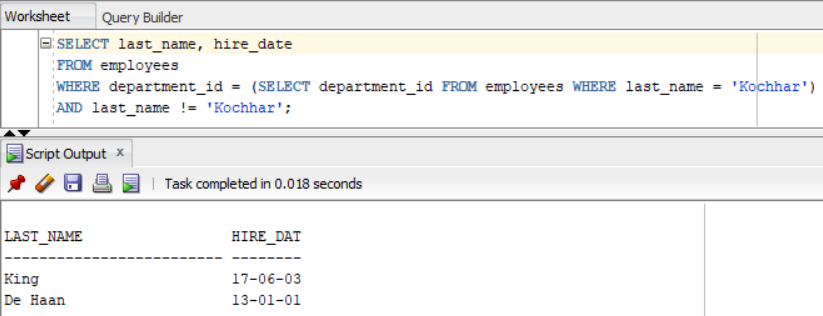 Worksheet Query Builder
SELECT last_name, hire_date
FROM employees
WHERE department_id = (SELECT department_id FROM employees WHERE last_name = 'Kochhar')
AND last_name != 'Kochhar';
Script Output x
Task completed in 0.018 seconds
LAST_NAME HIRE_DAT
------------------------- --------
King 17-06-03
De Haan 13-01-01